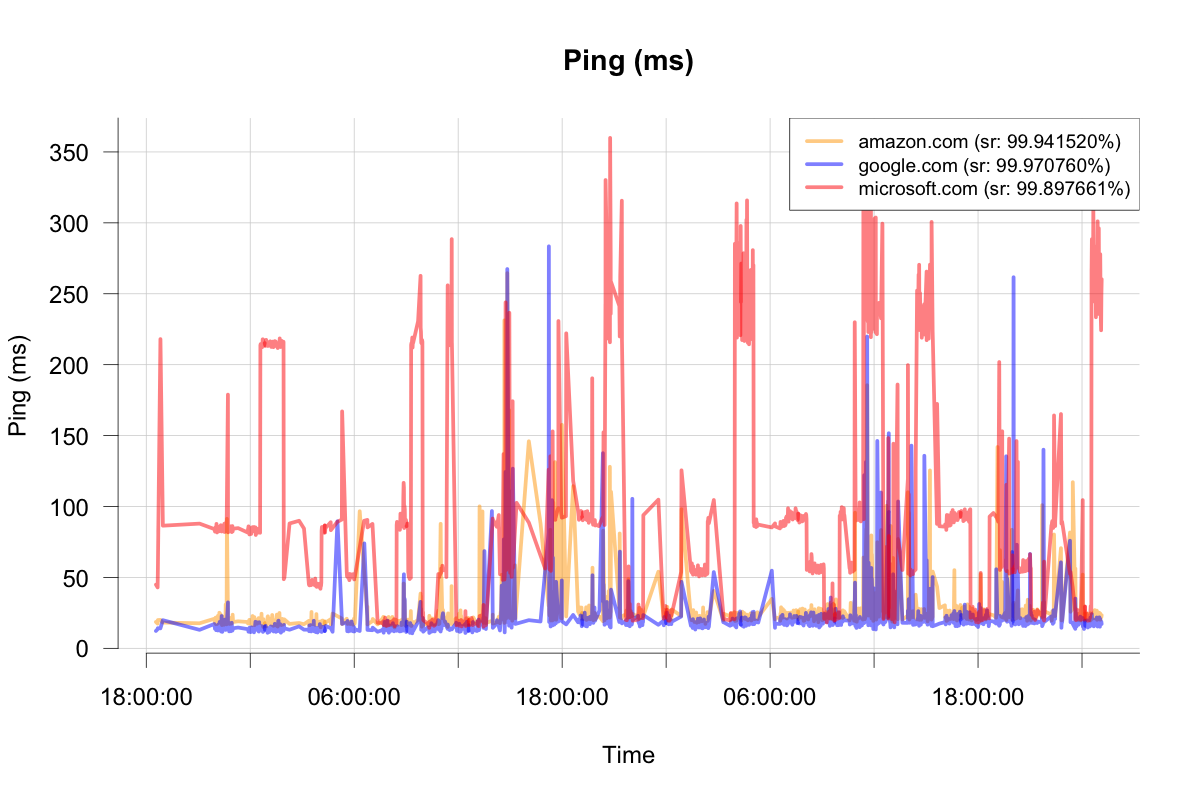 Ping (ms)
amazon.com (sr: 99.941520%)
google.com (sr: 99.970760%)
microsoft.com (sr: 99.897661%)
350
300
250
200
150
100
50
0
Ping (ms)
18:00:00 06:00:00 18:00:00 06:00:00 18:00:00
Time